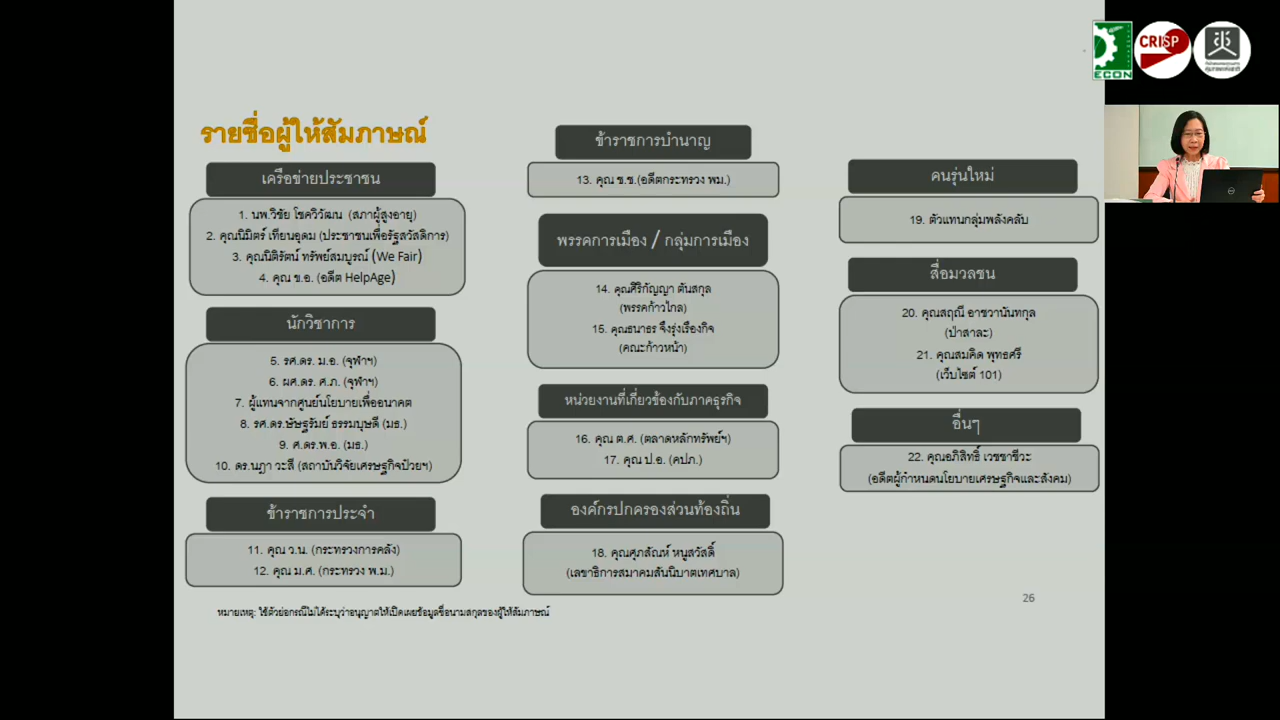 รายชื่อผู้ให้สัมภาษณ์
เครือข่ายประชาชน
1. นพ.วิชัย โชควิวัฒน (สภาผู้สูงอายุ)
2. คุณนิมิตร์ เทียนอุดม (ประชาชนเพื่อรัฐสวัสดิการ)
3. คุณนิติรัตน์ ทรัพย์สมบูรณ์ (We Fair)
4. คุณ ข.อ. (อดีต HelpAge)
นักวิชาการ
5. รศ.ดร. ม.อ. (จุฬาฯ)
6. ผศ.ดร. ศ.ภ. (จุฬาฯ)
7. ผู้แทนจากศูนย์นโยบายเพื่ออนาคต
8. รศ.ดร.ษัษฐรัมย์ ธรรมบุษดี (มธ.)
9. ศ.ดร.พ.อ. (มธ.)
10. ดร.นฎา วะสี (สถาบันวิจัยเศรษฐกิจป๋วยฯ)
ข้าราชการประจำ
11. คุณ ว.น. (กระทรวงการคลัง)
12. คุณ ม.ศ. (กระทรวง พ.ม.)
หมายเหตุ: ใช้ตัวย่อกรณีไม่ได้ระบุว่าอนุญาตให้เปิดเผยข้อมูลชื่อนามสกุลของผู้ให้สัมภาษณ์
ข้าราชการบำนาญ
13. คุณ ช.ช.(อดีตกระทรวง พม.)
พรรคการเมือง / กลุ่มการเมือง
14. คุณศิริกัญญา ตันสกุล
(พรรคก้าวไกล)
15. คุณธนาธร จึงรุ่งเรืองกิจ
(คณะก้าวหน้า)
หน่วยงานที่เกี่ยวข้องกับภาคธุรกิจ
16. คุณ ต.ศ. (ตลาดหลักทรัพย์ฯ)
17. คุณ ป.อ. (คปภ.)
องค์กรปกครองส่วนท้องถิ่น
18. คุณศุภสัณห์ หนูสวัสดิ์
(เลขาธิการสมาคมสันนิบาตเทศบาล)
คนรุ่นใหม่
19. ตัวแทนกลุ่มพลังคลับ
สื่อมวลชน
20. คุณสฤณี อาชวานันทกุล
(ป่าสาละ)
21. คุณสมคิด พุทธศรี
(เว็บไซต์ 101)
อื่นๆ
22. คุณอภิสิทธิ์ เวชชาชีวะ
(อดีตผู้กำหนดนโยบายเศรษฐกิจและสังคม)
26
ECON
CRISP